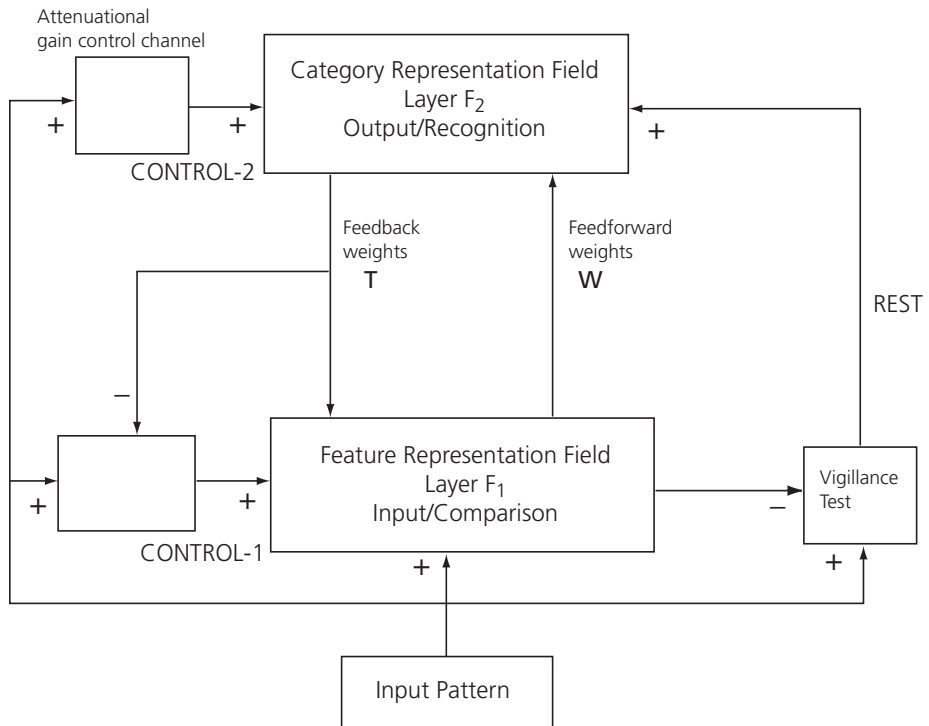 Attenuational
gain control channel
Category Representation Field
Layer F₂
Output/Recognition
+
+
+
CONTROL-2
Feedback
weights
T
Feedforward
weights
W
REST
−
Feature Representation Field
Layer F₁
Input/Comparison
Vigillance
Test
+
+
−
CONTROL-1
+
+
Input Pattern